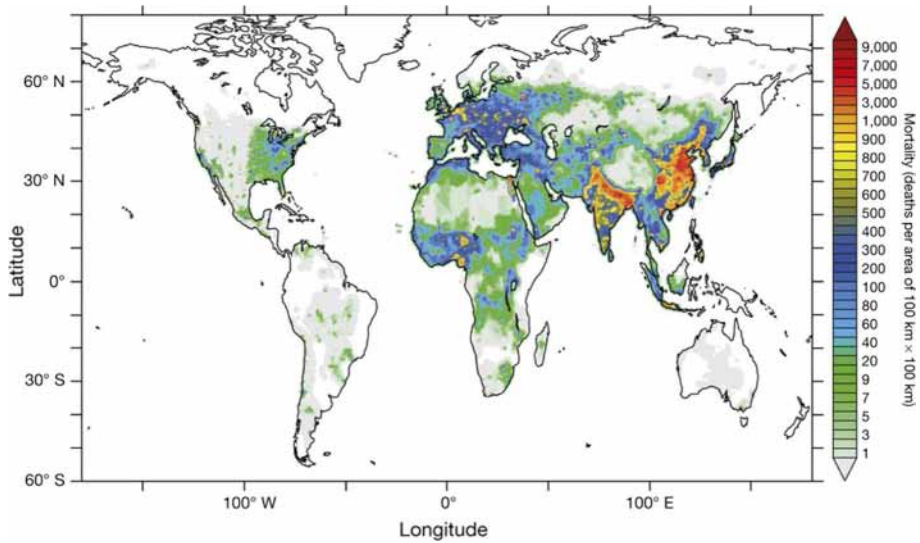 60° N
30° N
0°
30° S
60° S
Latitude
100° W
0°
100° E
Longitude
9,000
7,000
5,000
3,000
1,000
900
800
700
600
500
400
300
200
100
80
60
40
20
9
7
5
3
1
Mortality (deaths per area of 100 km × 100 km)